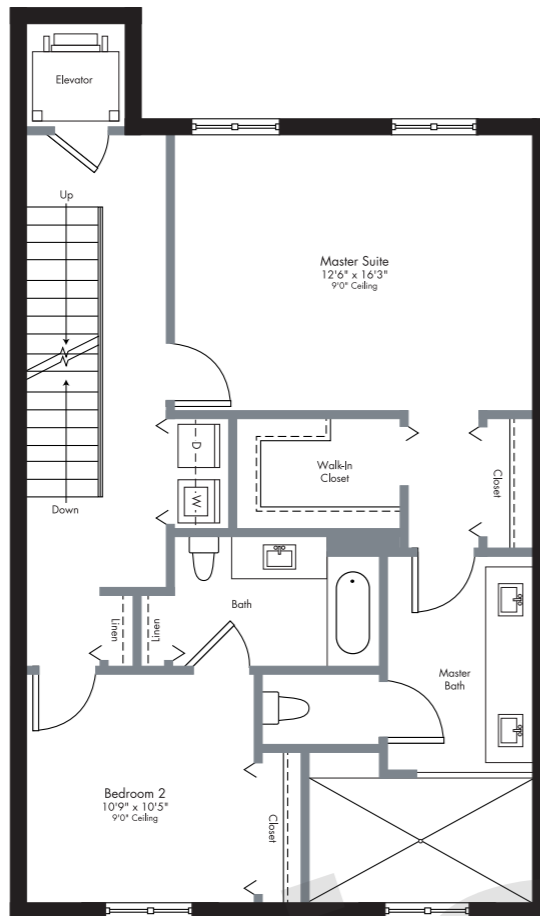 Elevator
Up
Master Suite
12'6" x 16'3"
9'0" Ceiling
D
Walk-In
Closet
Closet
W
Down
Bath
Linen
Linen
Master
Bath
Bedroom 2
10'9" x 10'5"
9'0" Ceiling
Closet